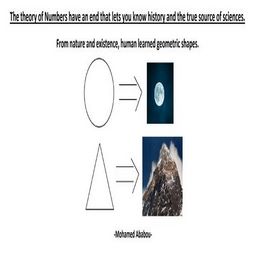 The theory of Numbers have an end that lets you know history and the true source of sciences.
From nature and existence, human learned geometric shapes.
-Mohamed Ababou-